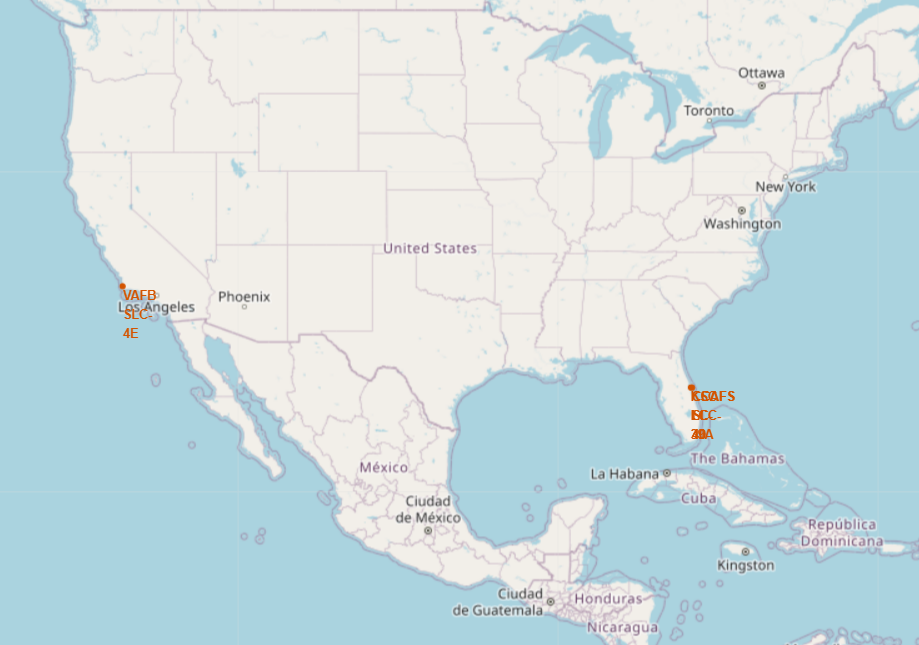 Ottawa
Toronto
New York
Washington
United States
VAFB
SLC-
4E
Los Angeles
Phoenix
The Bahamas
La Habana
Cuba
México
Ciudad
de México
República
Dominicana
Kingston
Ciudad
de Guatemala
Honduras
Nicaragua